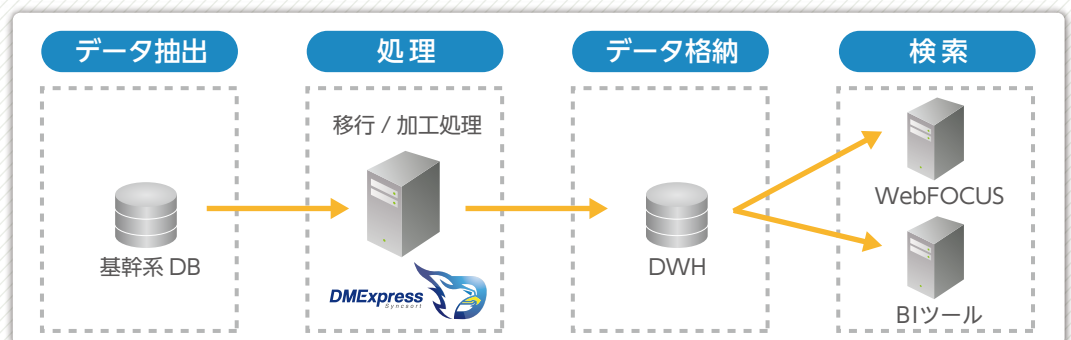 データ抽出
処理
データ格納
検索
移行 / 加工処理
基幹系 DB
DMExpress
Syncsort
DWH
WebFOCUS
BIツール